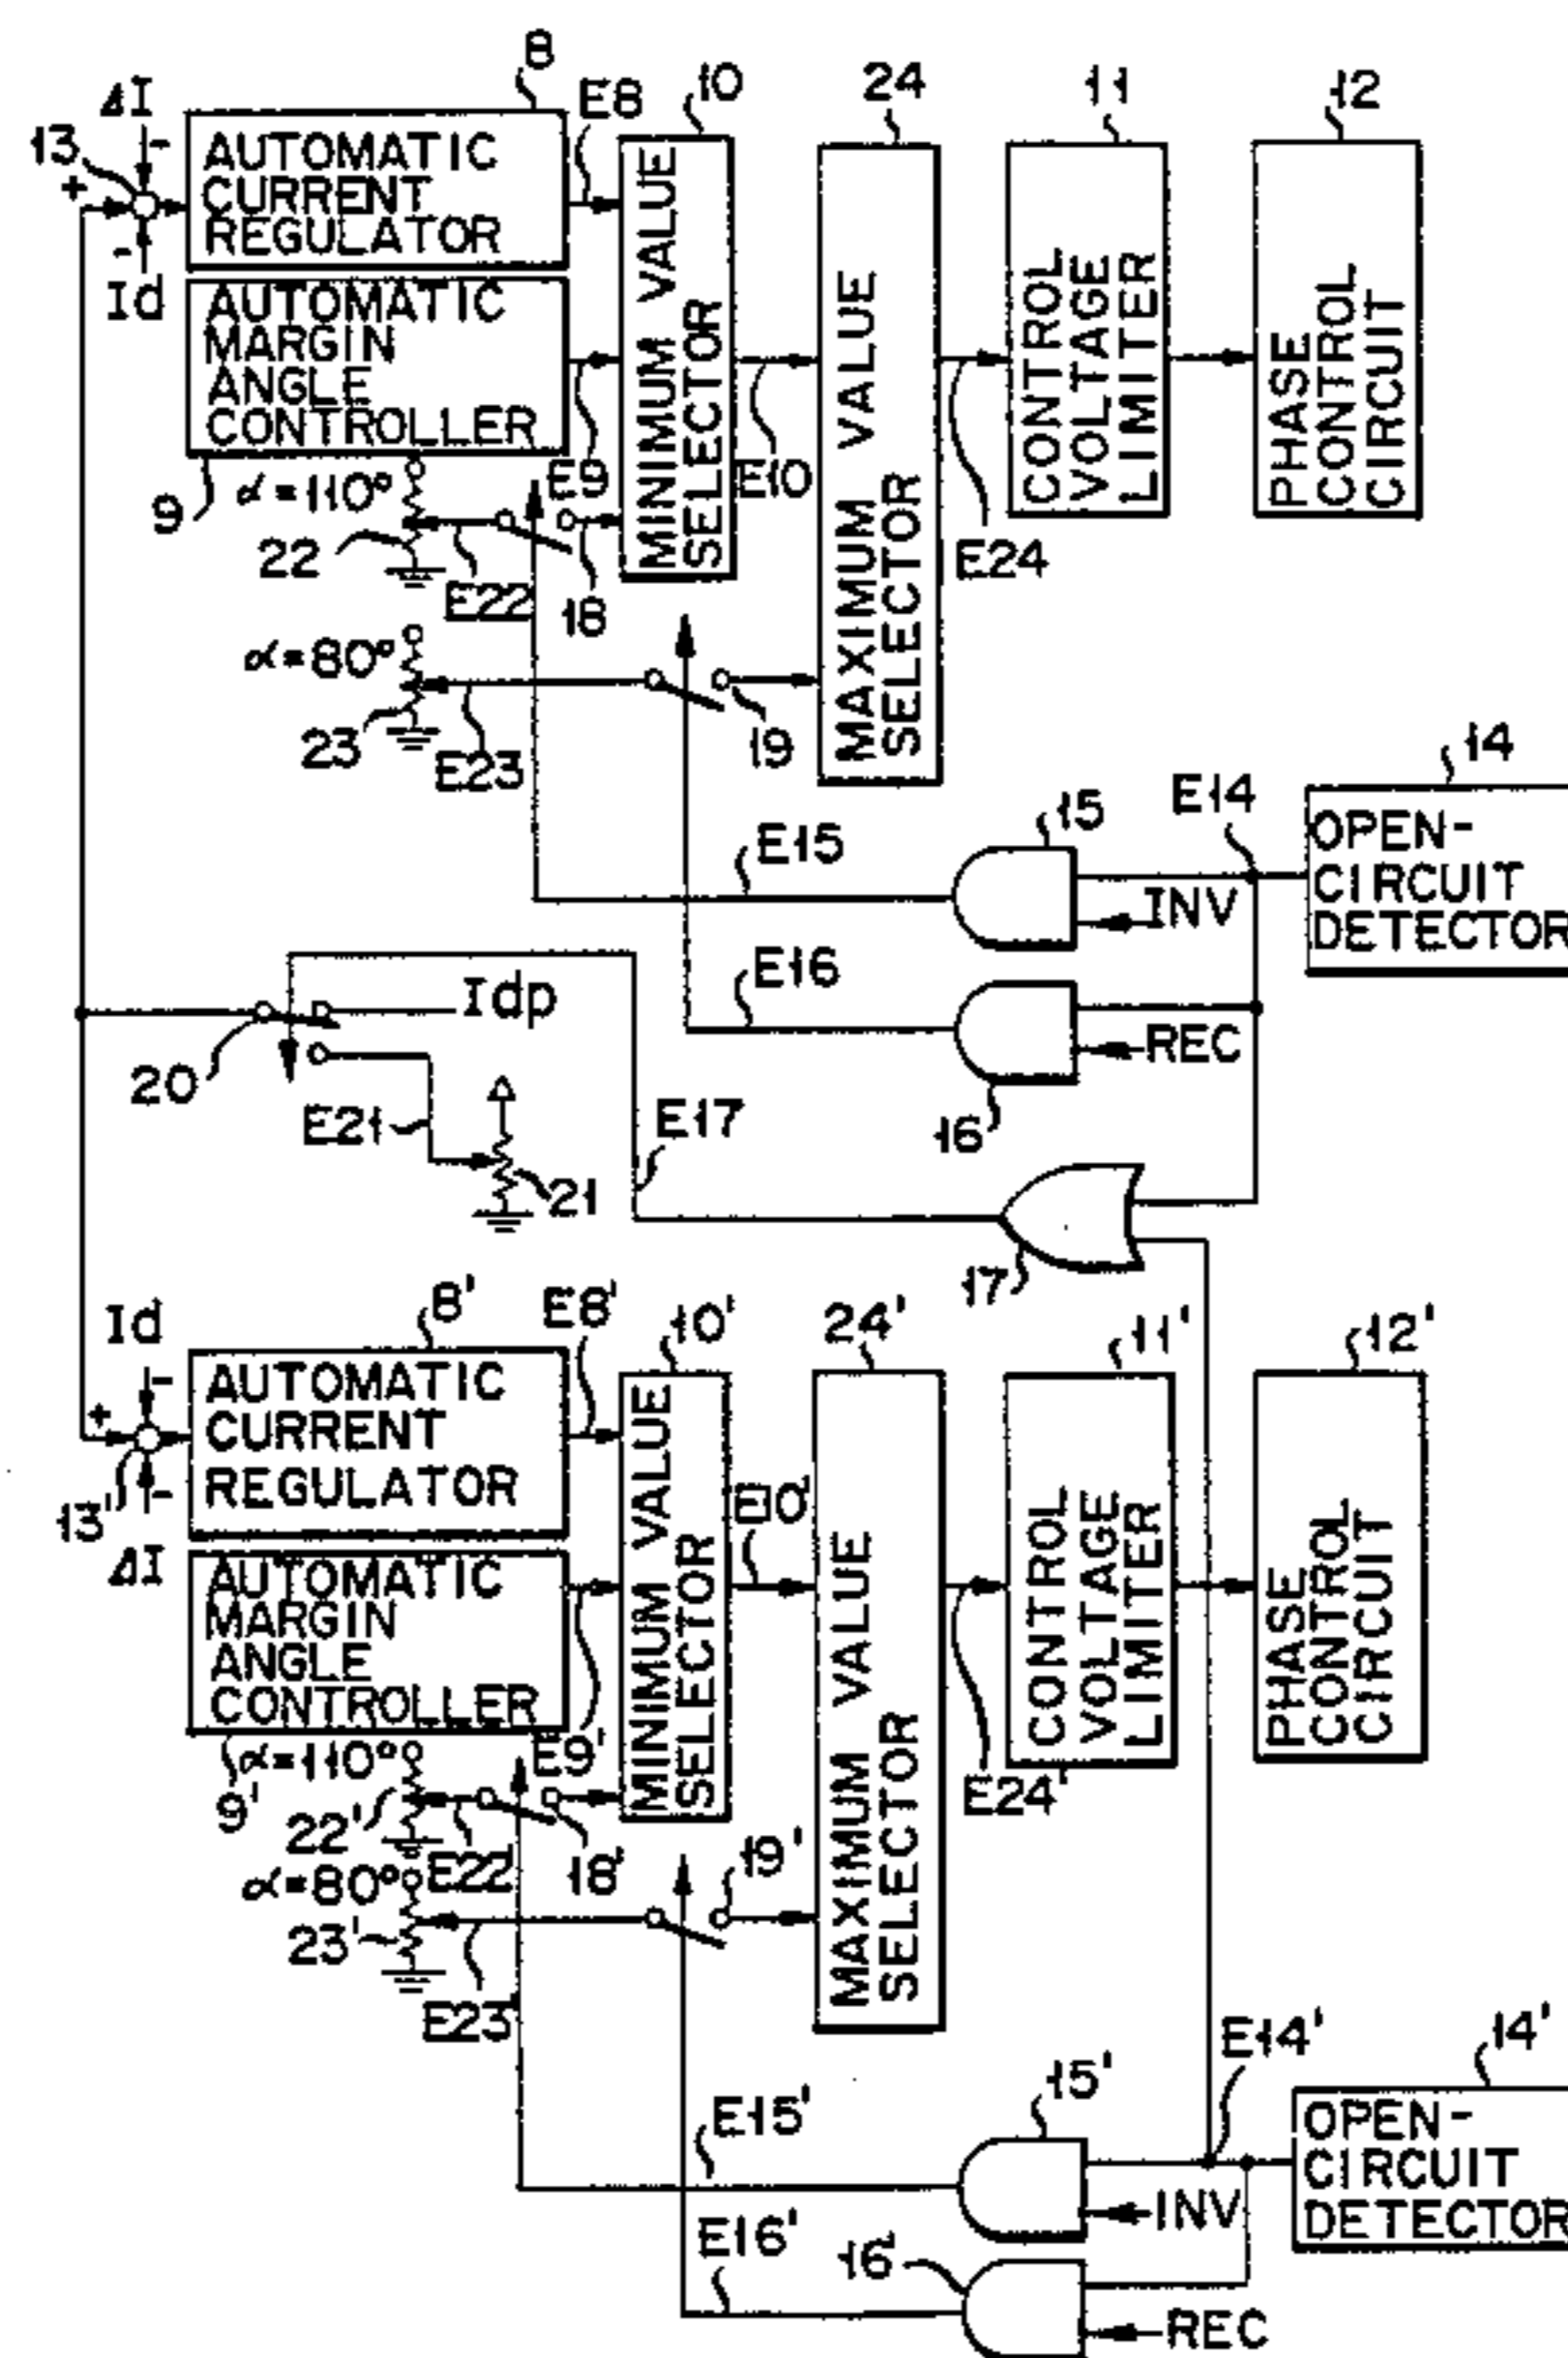 8
E8
10
24
11
12
ΔI
-
13
+
-
Id
AUTOMATIC
CURRENT
REGULATOR
AUTOMATIC
MARGIN
ANGLE
CONTROLLER
9
α=110°
22
E22
E9
18
MINIMUM VALUE
SELECTOR
E10
MAXIMUM VALUE
SELECTOR
E24
CONTROL
VOLTAGE
LIMITER
PHASE
CONTROL
CIRCUIT
α=80°
23
E23
19
14
E14
OPEN-
CIRCUIT
DETECTOR
15
E15
INV
E16
REC
16
Idp
20
E21
21
E17
17
8'
E8'
10'
24'
11'
12'
Id
-
+
13'
-
ΔI
AUTOMATIC
CURRENT
REGULATOR
AUTOMATIC
MARGIN
ANGLE
CONTROLLER
9'
α=110°
22'
E22'
E9'
18'
MINIMUM VALUE
SELECTOR
E10'
MAXIMUM VALUE
SELECTOR
E24'
CONTROL
VOLTAGE
LIMITER
PHASE
CONTROL
CIRCUIT
α=80°
23'
E23'
19'
E14'
14'
OPEN-
CIRCUIT
DETECTOR
15'
E15'
INV
E16'
16'
REC